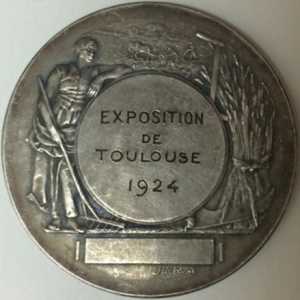 EXPOSITION
DE
TOULOUSE
1924